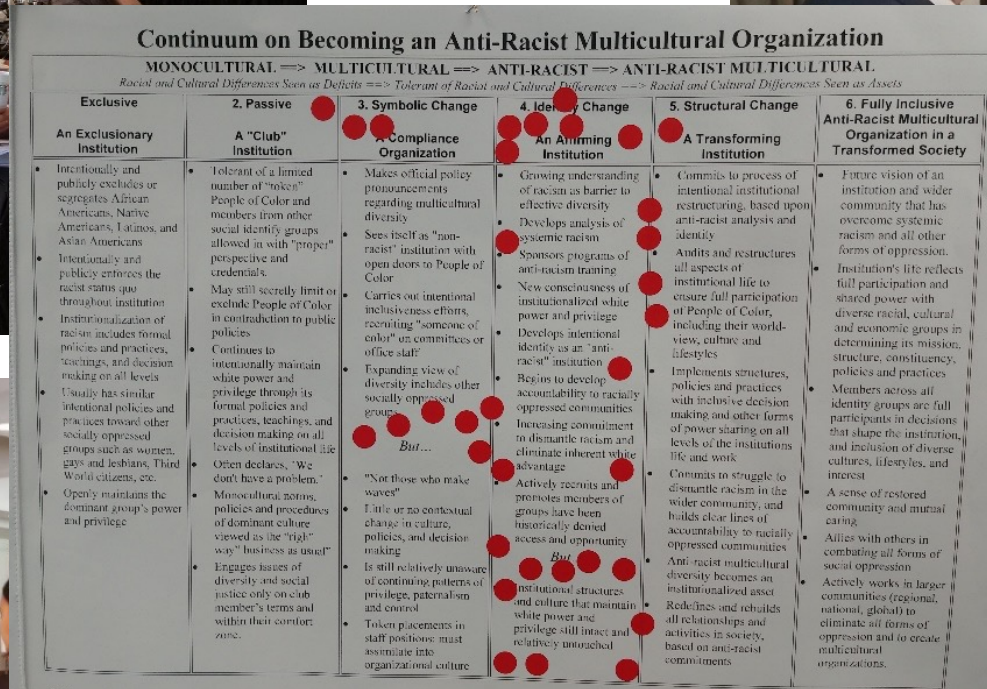 Continuum on Becoming an Anti-Racist Multicultural Organization
MONOCULTURAL ==> MULTICULTURAL ==> ANTI-RACIST ==> ANTI-RACIST MULTICULTURAL
Racial and Cultural Differences Seen as Deficits ==> Tolerant of Racial and Cultural Differences ==> Racial and Cultural Differences Seen as Assets
Exclusive
An Exclusionary
Institution
• Intentionally and
publicly excludes or
segregates African
Americans, Native
Americans, Latinos, and
Asian Americans
• Intentionally and
publicly enforces the
racist status quo
throughout institution
• Institutionalization of
racism includes formal
policies and practices,
teachings, and decision
making on all levels
• Usually has similar
intentional policies and
practices toward other
socially oppressed
groups such as women,
gays and lesbians, Third
World citizens, etc.
• Openly maintains the
dominant group's power
and privilege
2. Passive
A "Club"
Institution
• Tolerant of a limited
number of "token"
People of Color and
members from other
social identify groups
allowed in with "proper"
perspective and
credentials.
• May still secretly limit or
exclude People of Color
in contradiction to public
policies
• Continues to
intentionally maintain
white power and
privilege through its
formal policies and
practices, teachings, and
decision making on all
levels of institutional life
• Often declares, "We
don't have a problem."
• Monocultural norms,
policies and procedures
of dominant culture
viewed as the "righ"
way" business as usual"
• Engages issues of
diversity and social
justice only on club
member's terms and
within their comfort
zone.
3. Symbolic Change
A Compliance
Organization
• Makes official policy
pronouncements
regarding multicultural
diversity
• Sees itself as "non-
racist" institution with
open doors to People of
Color
• Carries out intentional
inclusiveness efforts,
recruiting "someone of
color" on committees or
office staff
• Expanding view of
diversity includes other
socially oppressed
groups
But…
• "Not those who make
waves"
• Little or no contextual
change in culture,
policies, and decision
making
• Is still relatively unaware
of continuing patterns of
privilege, paternalism
and control
• Token placements in
staff positions: must
assimilate into
organizational culture
4. Identity Change
An Affirming
Institution
• Growing understanding
of racism as barrier to
effective diversity
• Develops analysis of
systemic racism
• Sponsors programs of
anti-racism training
• New consciousness of
institutionalized white
power and privilege
• Develops intentional
identity as an "anti-
racist" institution
• Begins to develop
accountability to racially
oppressed communities
• Increasing commitment
to dismantle racism and
eliminate inherent white
advantage
• Actively recruits and
promotes members of
groups have been
historically denied
access and opportunity
But
Institutional structures
and culture that maintain
white power and
privilege still intact and
relatively untouched
5. Structural Change
A Transforming
Institution
• Commits to process of
intentional institutional
restructuring, based upon
anti-racist analysis and
identity
• Audits and restructures
all aspects of
institutional life to
ensure full participation
of People of Color,
including their world-
view, culture and
lifestyles
• Implements structures,
policies and practices
with inclusive decision
making and other forms
of power sharing on all
levels of the institutions
life and work
• Commits to struggle to
dismantle racism in the
wider community, and
builds clear lines of
accountability to racially
oppressed communities
• Anti-racist multicultural
diversity becomes an
institutionalized asset
• Redefines and rebuilds
all relationships and
activities in society,
based on anti-racist
commitments
6. Fully Inclusive
Anti-Racist Multicultural
Organization in a
Transformed Society
• Future vision of an
institution and wider
community that has
overcome systemic
racism and all other
forms of oppression.
• Institution's life reflects
full participation and
shared power with
diverse racial, cultural
and economic groups in
determining its mission,
structure, constituency,
policies and practices
• Members across all
identity groups are full
participants in decisions
that shape the institution,
and inclusion of diverse
cultures, lifestyles, and
interest
• A sense of restored
community and mutual
caring
• Allies with others in
combating all forms of
social oppression
• Actively works in larger
communities (regional,
national, global) to
eliminate all forms of
oppression and to create
multicultural
organizations.